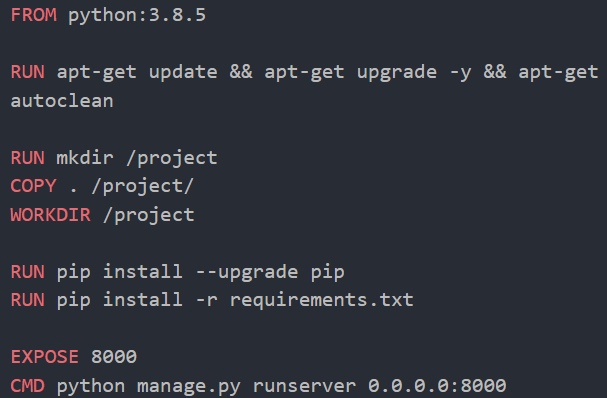 FROM python:3.8.5
RUN apt-get update && apt-get upgrade -y && apt-get
autoclean
RUN mkdir /project
COPY . /project/
WORKDIR /project
RUN pip install --upgrade pip
RUN pip install -r requirements.txt
EXPOSE 8000
CMD python manage.py runserver 0.0.0.0:8000